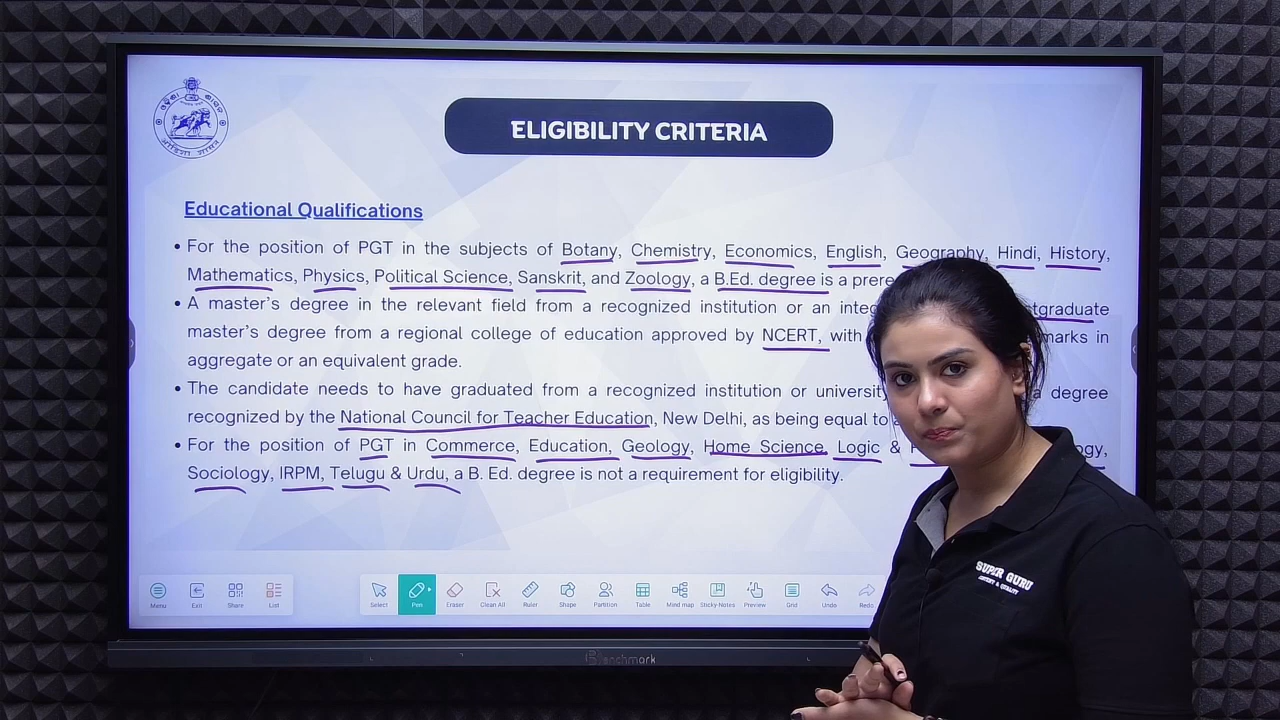 ଓଡ଼ିଶା ଶାସନ
ELIGIBILITY CRITERIA
Educational Qualifications
• For the position of PGT in the subjects of Botany, Chemistry, Economics, English, Geography, Hindi, History,
Mathematics, Physics, Political Science, Sanskrit, and Zoology, a B.Ed. degree is a
• A master's degree in the relevant field from a recognized institution or an
master's degree from a regional college of education approved by NCERT, with marks in
aggregate or an equivalent grade.
• The candidate needs to have graduated from a recognized institution or a degree
recognized by the National Council for Teacher Education, New Delhi, as being equal to
• For the position of PGT in Commerce, Education, Geology, Home Science, Logic &
Sociology, IRPM, Telugu & Urdu, a B. Ed. degree is not a requirement for eligibility.
Menu Exit Share List Select Pen Eraser Clean All Ruler Shape Partition Table Mind map Sticky-Notes Preview Grid Undo Redo
Benchmark
SUPER GURU